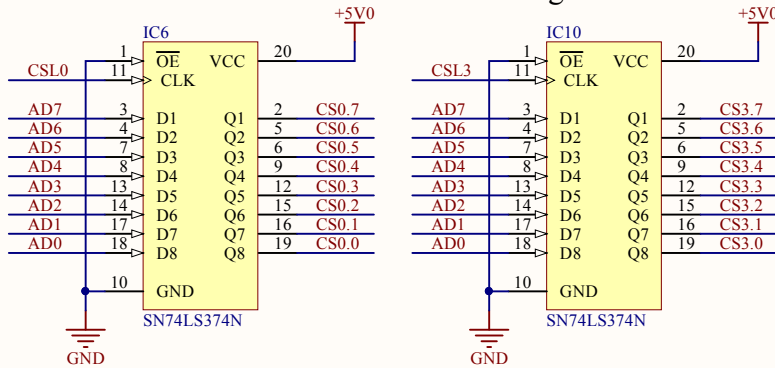 +5V0
IC6
1 OE VCC 20
CSL0 11 CLK
AD7 3 D1 Q1 2 CS0.7
AD6 4 D2 Q2 5 CS0.6
AD5 7 D3 Q3 6 CS0.5
AD4 8 D4 Q4 9 CS0.4
AD3 13 D5 Q5 12 CS0.3
AD2 14 D6 Q6 15 CS0.2
AD1 17 D7 Q7 16 CS0.1
AD0 18 D8 Q8 19 CS0.0
10 GND
SN74LS374N
GND
+5V0
IC10
1 OE VCC 20
CSL3 11 CLK
AD7 3 D1 Q1 2 CS3.7
AD6 4 D2 Q2 5 CS3.6
AD5 7 D3 Q3 6 CS3.5
AD4 8 D4 Q4 9 CS3.4
AD3 13 D5 Q5 12 CS3.3
AD2 14 D6 Q6 15 CS3.2
AD1 17 D7 Q7 16 CS3.1
AD0 18 D8 Q8 19 CS3.0
10 GND
SN74LS374N
GND